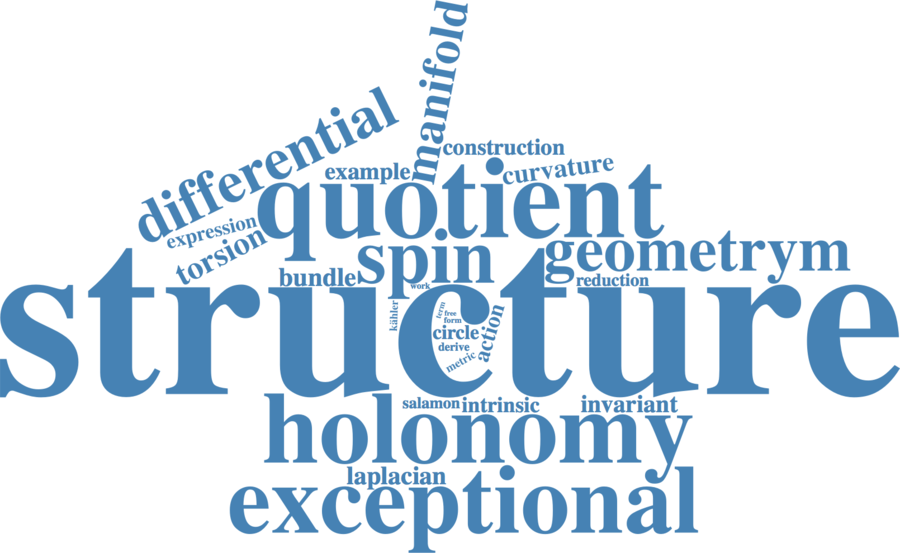 manifold
differential
construction
example
curvature
quotient
expression
torsion
spin
geometrym
bundle
work
reduction
structure
kähler
term
free
form
circle
action
derive
metric
salamon
intrinsic
invariant
holonomy
laplacian
exceptional